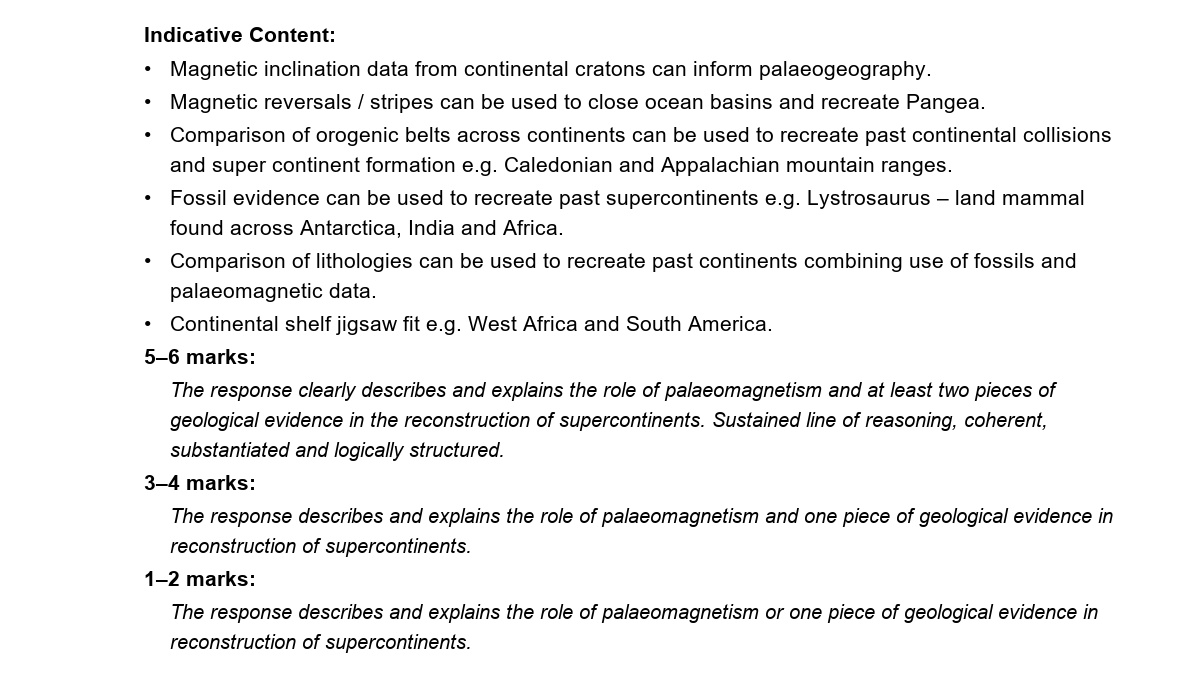 Indicative Content:
• Magnetic inclination data from continental cratons can inform palaeogeography.
• Magnetic reversals / stripes can be used to close ocean basins and recreate Pangea.
• Comparison of orogenic belts across continents can be used to recreate past continental collisions
and super continent formation e.g. Caledonian and Appalachian mountain ranges.
• Fossil evidence can be used to recreate past supercontinents e.g. Lystrosaurus – land mammal
found across Antarctica, India and Africa.
• Comparison of lithologies can be used to recreate past continents combining use of fossils and
palaeomagnetic data.
• Continental shelf jigsaw fit e.g. West Africa and South America.
5–6 marks:
The response clearly describes and explains the role of palaeomagnetism and at least two pieces of
geological evidence in the reconstruction of supercontinents. Sustained line of reasoning, coherent,
substantiated and logically structured.
3–4 marks:
The response describes and explains the role of palaeomagnetism and one piece of geological evidence in
reconstruction of supercontinents.
1–2 marks:
The response describes and explains the role of palaeomagnetism or one piece of geological evidence in
reconstruction of supercontinents.